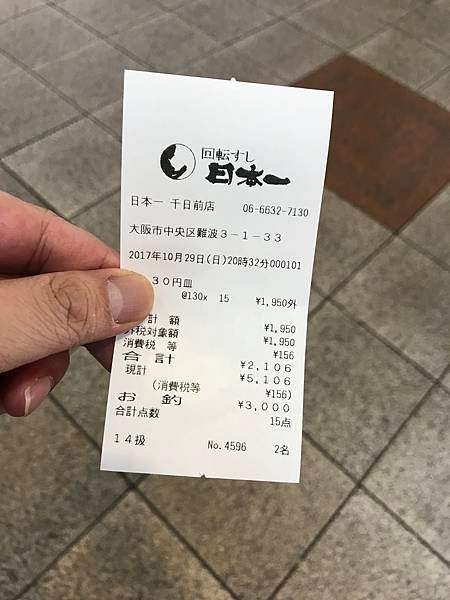 回転すし
日本一
日本一 千日前店 06-6632-7130
大阪市中央区難波3-1-33
2017年10月29日(日)20時32分000101
30円皿
@130x 15 ¥1,950外
計 額 ¥1,950
外税対象額 ¥1,950
消費税 等 ¥156
合計 ¥2,106
現計 ¥5,106
(消費税等 ¥156)
お釣 ¥3,000
合計点数 15点
14扱 No.4596 2名